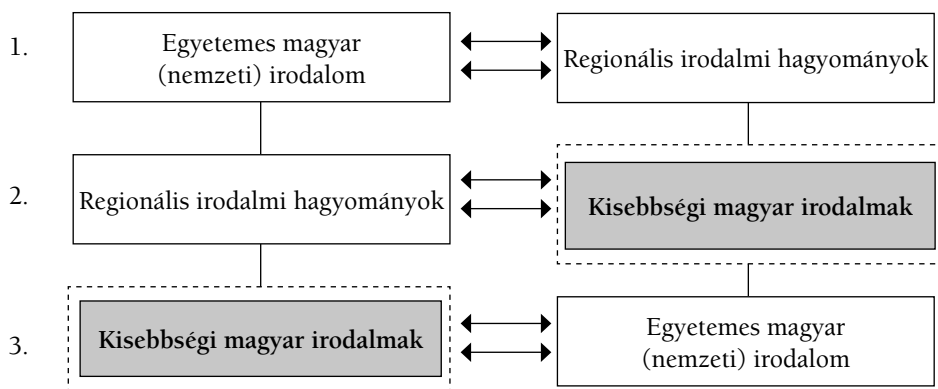 1.
Egyetemes magyar
(nemzeti) irodalom
Regionális irodalmi hagyományok
2.
Regionális irodalmi hagyományok
Kisebbségi magyar irodalmak
3.
Kisebbségi magyar irodalmak
Egyetemes magyar
(nemzeti) irodalom